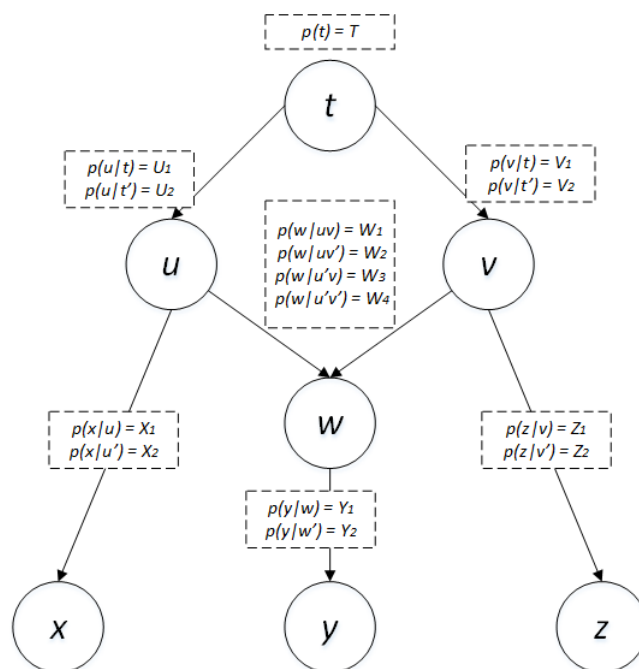 p(t) = T
t
p(u|t) = U1
p(u|t') = U2
p(v|t) = V1
p(v|t') = V2
p(w|uv) = W1
p(w|uv') = W2
p(w|u'v) = W3
p(w|u'v') = W4
u
v
w
p(x|u) = X1
p(x|u') = X2
p(z|v) = Z1
p(z|v') = Z2
p(y|w) = Y1
p(y|w') = Y2
x
y
z